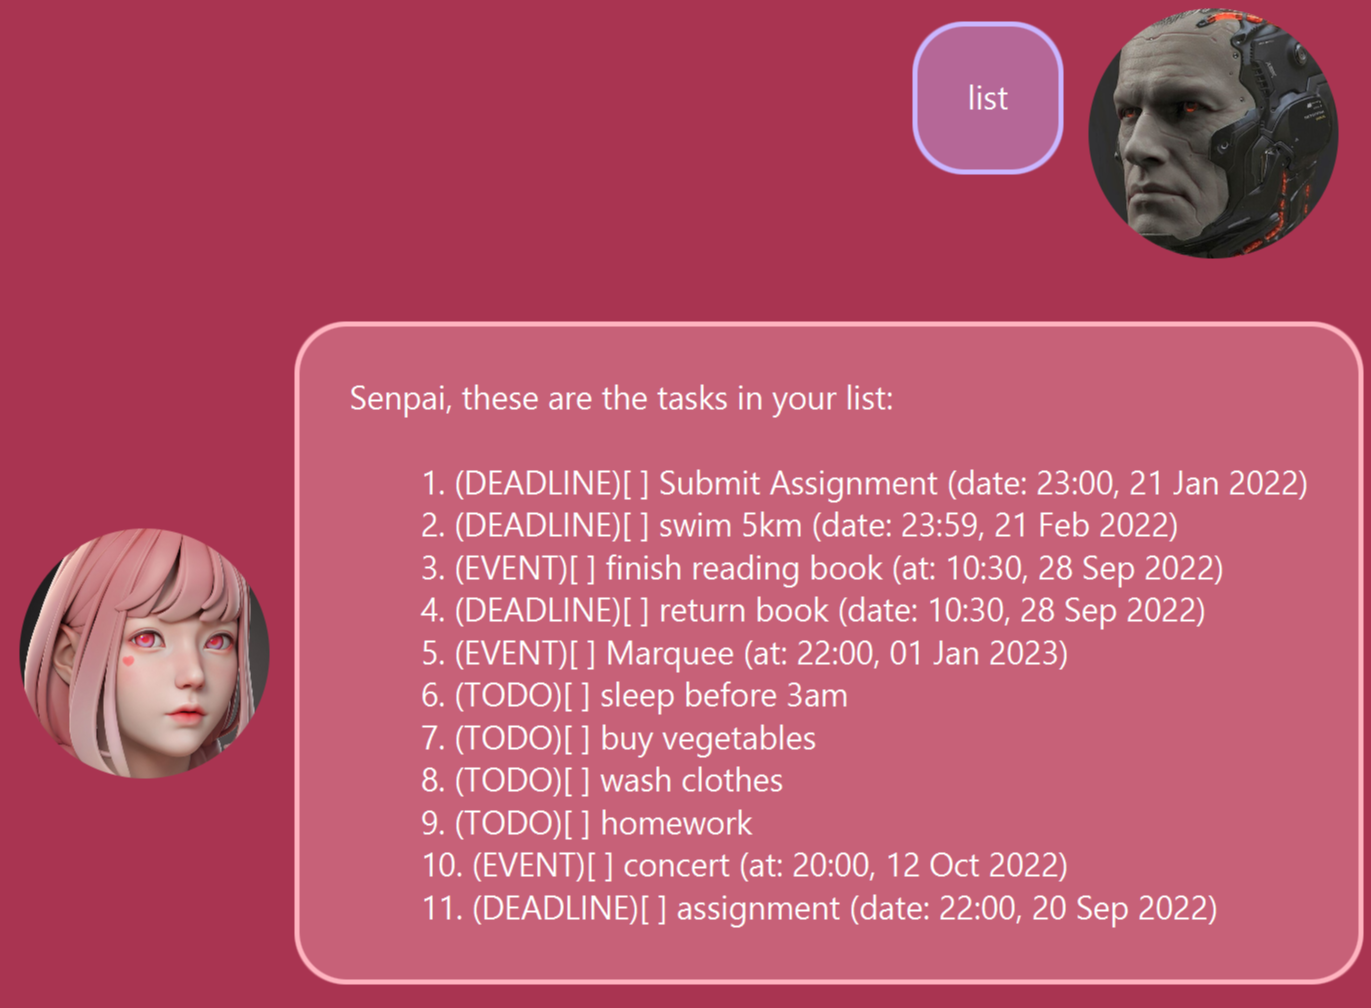 list
Senpai, these are the tasks in your list:
1. (DEADLINE)[ ] Submit Assignment (date: 23:00, 21 Jan 2022)
2. (DEADLINE)[ ] swim 5km (date: 23:59, 21 Feb 2022)
3. (EVENT)[ ] finish reading book (at: 10:30, 28 Sep 2022)
4. (DEADLINE)[ ] return book (date: 10:30, 28 Sep 2022)
5. (EVENT)[ ] Marquee (at: 22:00, 01 Jan 2023)
6. (TODO)[ ] sleep before 3am
7. (TODO)[ ] buy vegetables
8. (TODO)[ ] wash clothes
9. (TODO)[ ] homework
10. (EVENT)[ ] concert (at: 20:00, 12 Oct 2022)
11. (DEADLINE)[ ] assignment (date: 22:00, 20 Sep 2022)